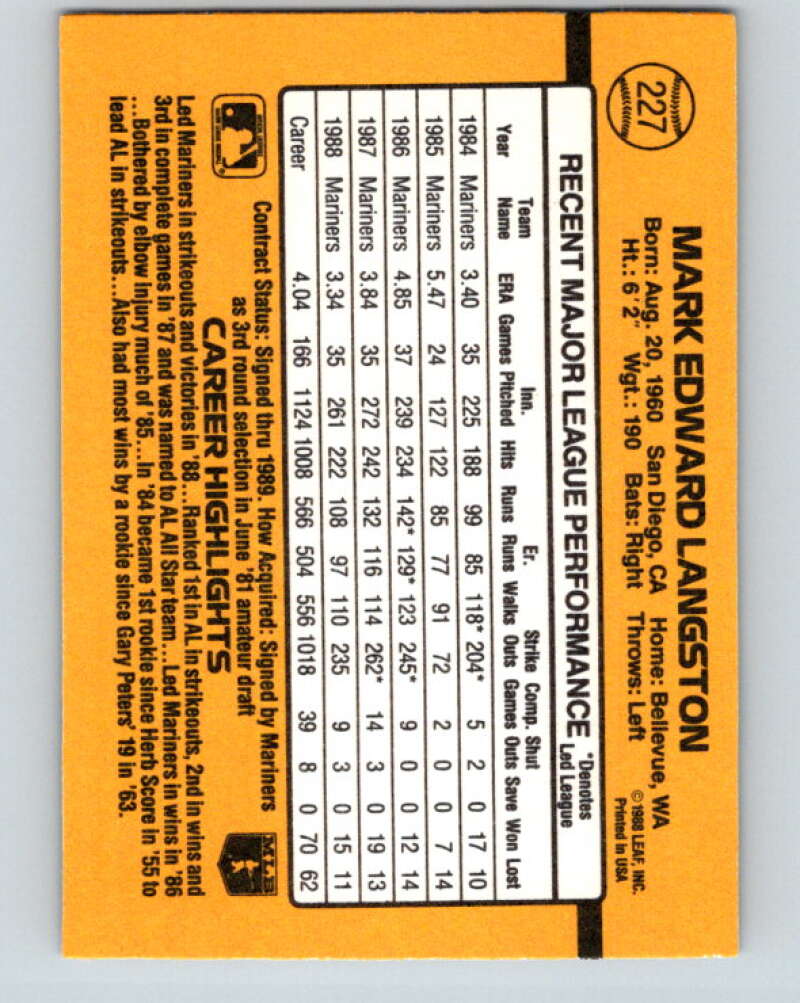 227
MARK EDWARD LANGSTON
Born: Aug. 20, 1960 San Diego, CA Home: Bellevue, WA
Ht.: 6'2" Wgt.: 190 Bats: Right Throws: Left
©1988 LEAF, INC.
Printed in USA
RECENT MAJOR LEAGUE PERFORMANCE *Denotes Led League
Team Inn. Er. Strike Comp. Shut
Year Name ERA Games Pitched Hits Runs Runs Walks Outs Games Outs Save Won Lost
1984 Mariners 3.40 35 225 188 99 85 118* 204* 5 2 0 17 10
1985 Mariners 5.47 24 127 122 85 77 91 72 2 0 0 7 14
1986 Mariners 4.85 37 239 234 142* 129* 123 245* 9 0 0 12 14
1987 Mariners 3.84 35 272 242 132 116 114 262* 14 3 0 19 13
1988 Mariners 3.34 35 261 222 108 97 110 235 9 3 0 15 11
Career 4.04 166 1124 1008 566 504 556 1018 39 8 0 70 62
Contract Status: Signed thru 1989. How Acquired: Signed by Mariners
as 3rd round selection in June '81 amateur draft
MLB
CAREER HIGHLIGHTS
Led Mariners in strikeouts and victories in '88...Ranked 1st in AL in strikeouts, 2nd in wins and
3rd in complete games in '87 and was named to AL All Star team...Led Mariners in wins in '86
...Bothered by elbow injury much of '85...In '84 became 1st rookie since Herb Score in '55 to
lead AL in strikeouts...Also had most wins by a rookie since Gary Peters' 19 in '63.